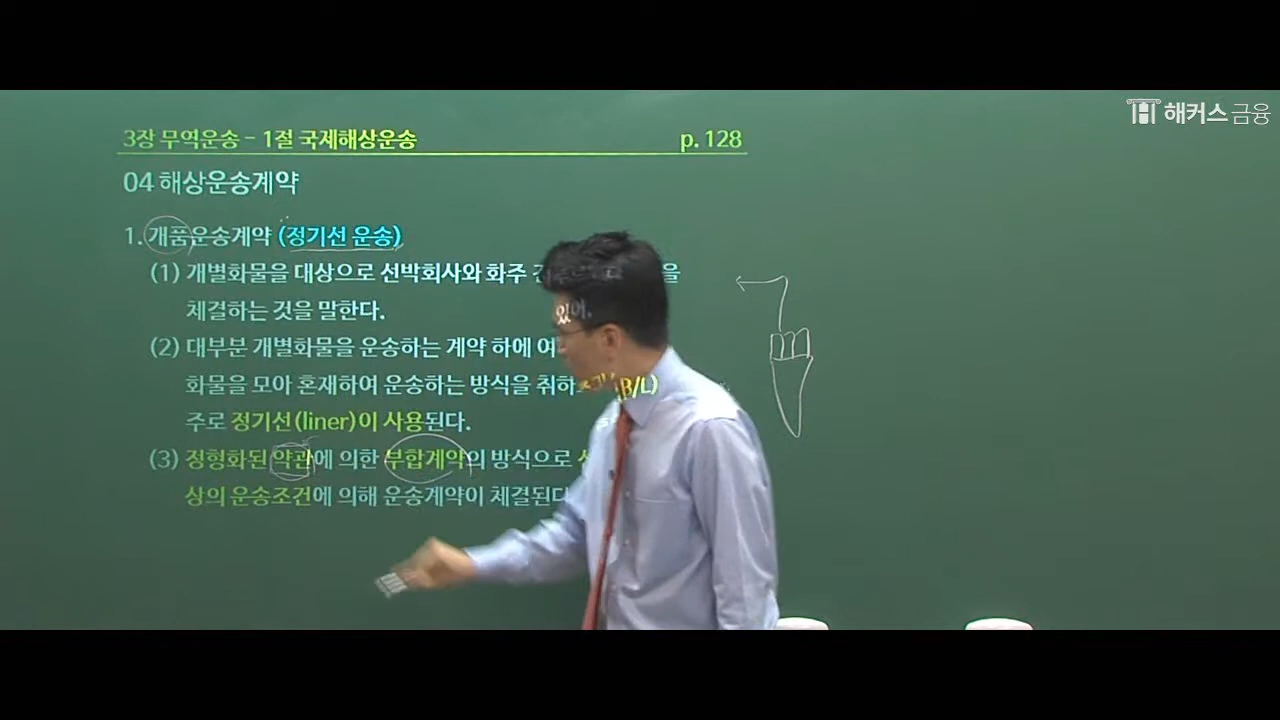 해커스 금융
3장 무역운송 - 1절 국제해상운송 p. 128
04 해상운송계약
1. 개품운송계약 (정기선 운송)
(1) 개별화물을 대상으로 선박회사와 화주 을
체결하는 것을 말한다. 있어,
(2) 대부분 개별화물을 운송하는 계약 하에 여
화물을 모아 혼재하여 운송하는 방식을 취하 (B/L)
주로 정기선(liner)이 사용된다.
(3) 정형화된 약관에 의한 부합계약의 방식으로
상의 운송조건에 의해 운송계약이 체결된다